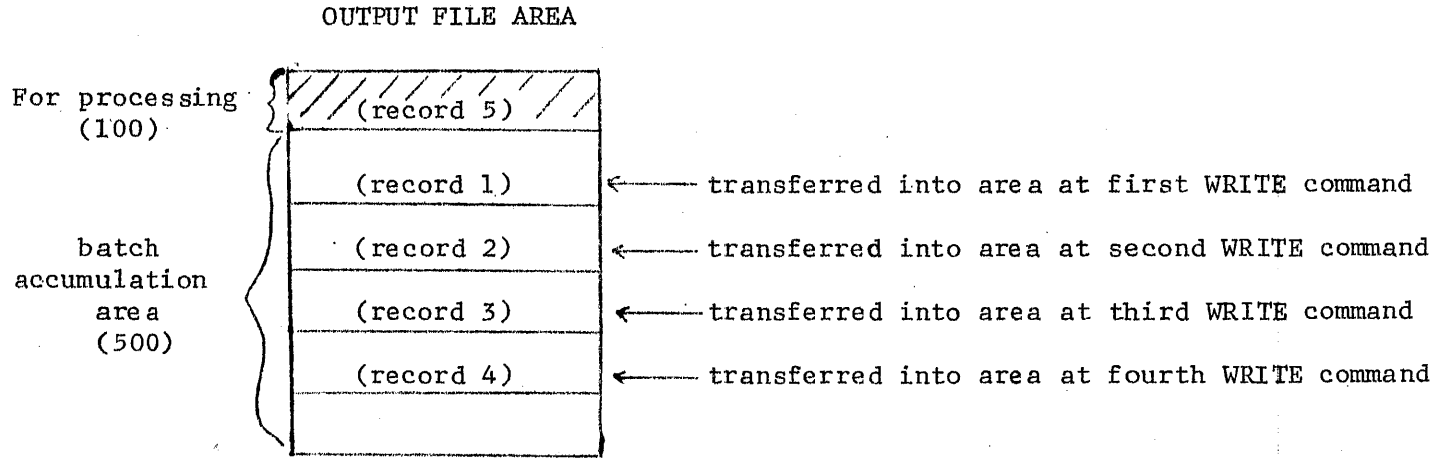 OUTPUT FILE AREA
For processing
(100)
(record 5)
(record 1)
transferred into area at first WRITE command
(record 2)
transferred into area at second WRITE command
batch
accumulation
area
(500)
(record 3)
transferred into area at third WRITE command
(record 4)
transferred into area at fourth WRITE command